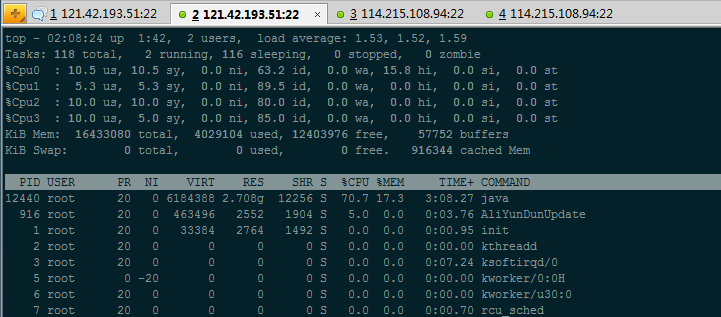 1 121.42.193.51:22 2 121.42.193.51:22 × 3 114.215.108.94:22 4 114.215.108.94:22
top - 02:08:24 up  1:42,  2 users,  load average: 1.53, 1.52, 1.59
Tasks: 118 total,   2 running, 116 sleeping,   0 stopped,   0 zombie
%Cpu0  : 10.5 us, 10.5 sy,  0.0 ni, 63.2 id,  0.0 wa, 15.8 hi,  0.0 si,  0.0 st
%Cpu1  :  5.3 us,  5.3 sy,  0.0 ni, 89.5 id,  0.0 wa,  0.0 hi,  0.0 si,  0.0 st
%Cpu2  : 10.0 us, 10.0 sy,  0.0 ni, 80.0 id,  0.0 wa,  0.0 hi,  0.0 si,  0.0 st
%Cpu3  : 10.0 us,  5.0 sy,  0.0 ni, 85.0 id,  0.0 wa,  0.0 hi,  0.0 si,  0.0 st
KiB Mem:  16433080 total,  4029104 used, 12403976 free,    57752 buffers
KiB Swap:        0 total,        0 used,        0 free.   916344 cached Mem
PID USER      PR  NI    VIRT    RES    SHR S  %CPU %MEM     TIME+ COMMAND
12440 root      20   0 6184388 2.708g  12256 S  70.7 17.3   3:08.27 java
916 root      20   0  463496   2552   1904 S   5.0  0.0   0:03.76 AliYunDunUpdate
1 root      20   0   33384   2764   1492 S   0.0  0.0   0:00.95 init
2 root      20   0       0      0      0 S   0.0  0.0   0:00.00 kthreadd
3 root      20   0       0      0      0 S   0.0  0.0   0:07.24 ksoftirqd/0
5 root       0 -20       0      0      0 S   0.0  0.0   0:00.00 kworker/0:0H
6 root      20   0       0      0      0 S   0.0  0.0   0:00.00 kworker/u30:0
7 root      20   0       0      0      0 S   0.0  0.0   0:00.70 rcu_sched